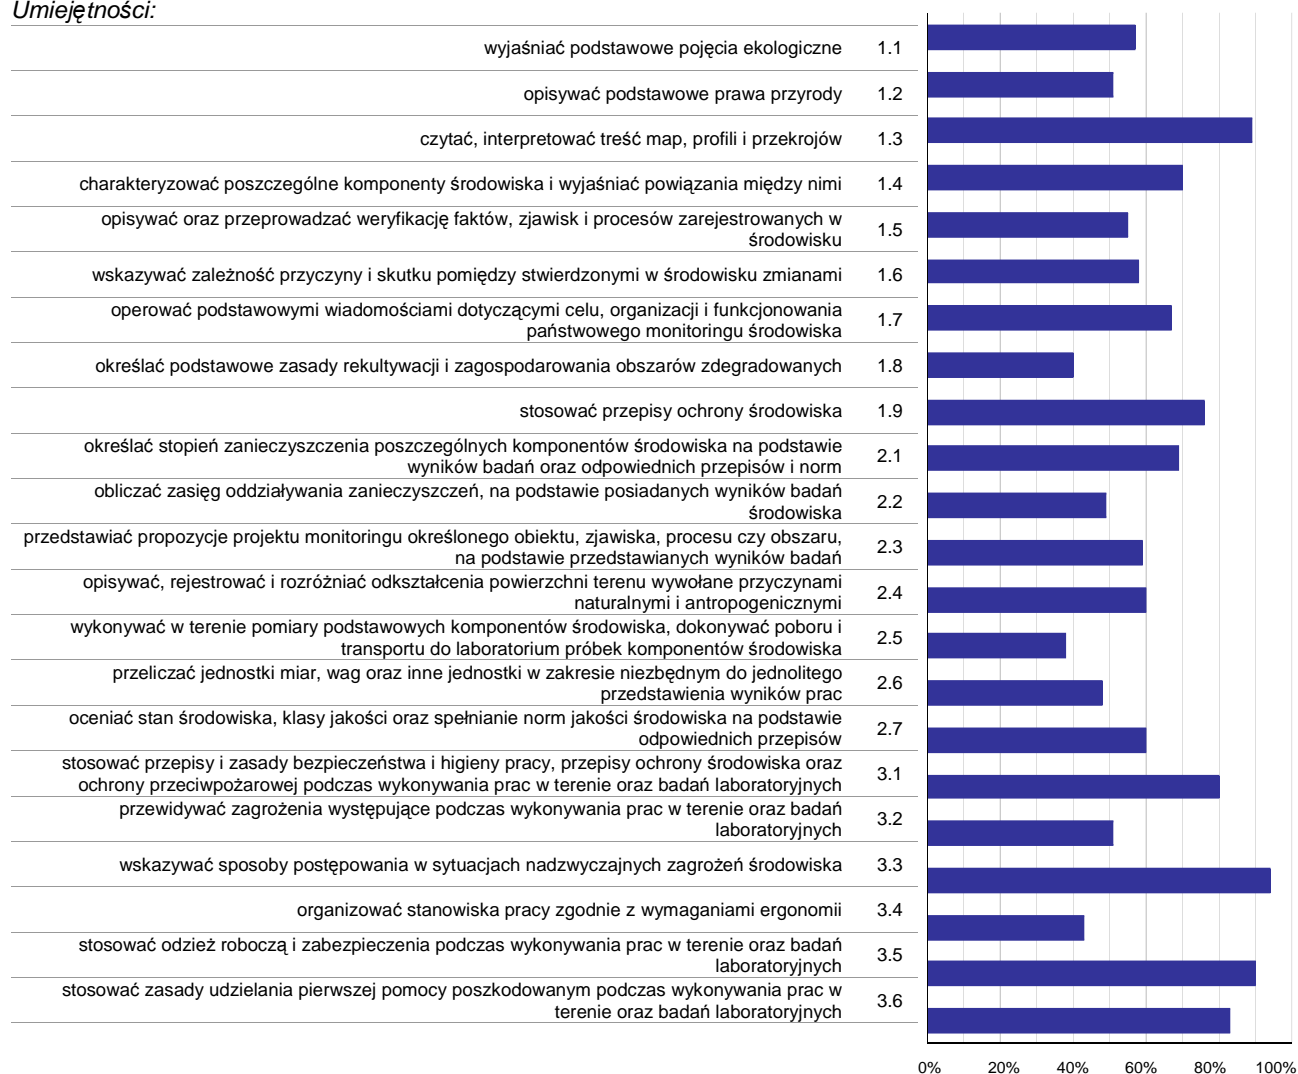 Umiejętności:
wyjaśniać podstawowe pojęcia ekologiczne 1.1
opisywać podstawowe prawa przyrody 1.2
czytać, interpretować treść map, profili i przekrojów 1.3
charakteryzować poszczególne komponenty środowiska i wyjaśniać powiązania między nimi 1.4
opisywać oraz przeprowadzać weryfikację faktów, zjawisk i procesów zarejestrowanych w
środowisku 1.5
wskazywać zależność przyczyny i skutku pomiędzy stwierdzonymi w środowisku zmianami 1.6
operować podstawowymi wiadomościami dotyczącymi celu, organizacji i funkcjonowania
państwowego monitoringu środowiska 1.7
określać podstawowe zasady rekultywacji i zagospodarowania obszarów zdegradowanych 1.8
stosować przepisy ochrony środowiska 1.9
określać stopień zanieczyszczenia poszczególnych komponentów środowiska na podstawie
wyników badań oraz odpowiednich przepisów i norm 2.1
obliczać zasięg oddziaływania zanieczyszczeń, na podstawie posiadanych wyników badań
środowiska 2.2
przedstawiać propozycje projektu monitoringu określonego obiektu, zjawiska, procesu czy obszaru,
na podstawie przedstawianych wyników badań 2.3
opisywać, rejestrować i rozróżniać odkształcenia powierzchni terenu wywołane przyczynami
naturalnymi i antropogenicznymi 2.4
wykonywać w terenie pomiary podstawowych komponentów środowiska, dokonywać poboru i
transportu do laboratorium próbek komponentów środowiska 2.5
przeliczać jednostki miar, wag oraz inne jednostki w zakresie niezbędnym do jednolitego
przedstawienia wyników prac 2.6
oceniać stan środowiska, klasy jakości oraz spełnianie norm jakości środowiska na podstawie
odpowiednich przepisów 2.7
stosować przepisy i zasady bezpieczeństwa i higieny pracy, przepisy ochrony środowiska oraz
ochrony przeciwpożarowej podczas wykonywania prac w terenie oraz badań laboratoryjnych 3.1
przewidywać zagrożenia występujące podczas wykonywania prac w terenie oraz badań
laboratoryjnych 3.2
wskazywać sposoby postępowania w sytuacjach nadzwyczajnych zagrożeń środowiska 3.3
organizować stanowiska pracy zgodnie z wymaganiami ergonomii 3.4
stosować odzież roboczą i zabezpieczenia podczas wykonywania prac w terenie oraz badań
laboratoryjnych 3.5
stosować zasady udzielania pierwszej pomocy poszkodowanym podczas wykonywania prac w
terenie oraz badań laboratoryjnych 3.6
0% 20% 40% 60% 80% 100%